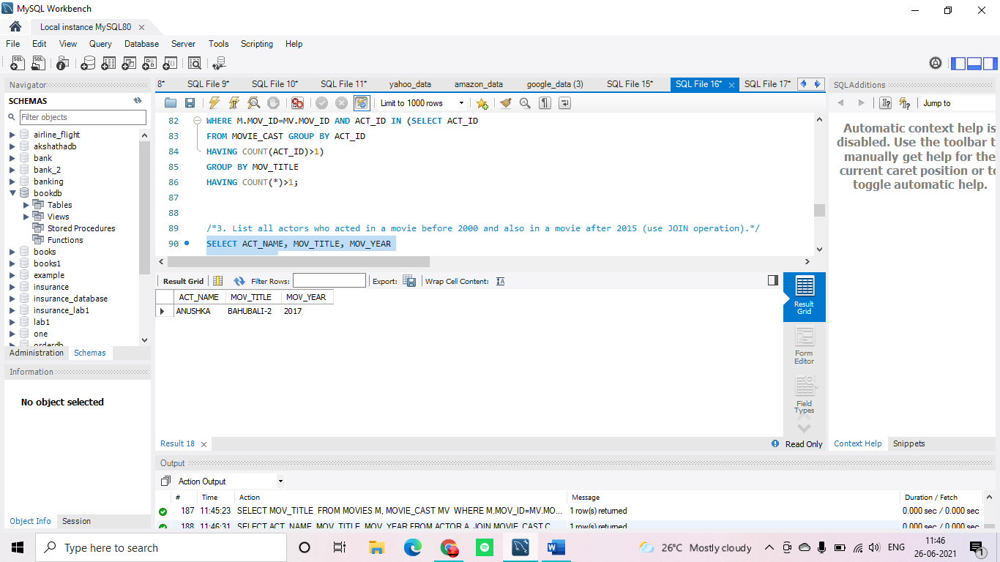 MySQL Workbench
Local instance MySQL80
File Edit View Query Database Server Tools Scripting Help
Navigator
SCHEMAS
Filter objects
airline_flight
akshathadb
bank
bank_2
banking
bookdb
Tables
Views
Stored Procedures
Functions
books
books1
example
insurance
insurance_database
insurance_lab1
lab1
one
orderdb
Administration Schemas
Information
No object selected
Object Info Session
8* SQL File 9* SQL File 10* SQL File 11* yahoo_data amazon_data google_data (3) SQL File 15* SQL File 16* SQL File 17*
Limit to 1000 rows
82 WHERE M.MOV_ID=MV.MOV_ID AND ACT_ID IN (SELECT ACT_ID
83 FROM MOVIE_CAST GROUP BY ACT_ID
84 HAVING COUNT(ACT_ID)>1)
85 GROUP BY MOV_TITLE
86 HAVING COUNT(*)>1;
87
88
89 /*3. List all actors who acted in a movie before 2000 and also in a movie after 2015 (use JOIN operation).*/
90 SELECT ACT_NAME, MOV_TITLE, MOV_YEAR
Result Grid Filter Rows: Export: Wrap Cell Content: IA
ACT_NAME MOV_TITLE MOV_YEAR
ANUSHKA BAHUBALI-2 2017
Result Grid
Form Editor
Field Types
Result 18 Read Only
SQLAdditions
Jump to
Automatic context help is
disabled. Use the toolbar t
manually get help for the
current caret position or to
toggle automatic help.
Context Help Snippets
Output
Action Output
# Time Action Message Duration / Fetch
187 11:45:23 SELECT MOV_TITLE FROM MOVIES M, MOVIE_CAST MV WHERE M.MOV_ID=MV.MO... 1 row(s) returned 0.000 sec / 0.000 sec
188 11:46:31 SELECT ACT_NAME, MOV_TITLE, MOV_YEAR FROM ACTOR A JOIN MOVIE_CAST C... 1 row(s) returned 0.000 sec / 0.000 sec
Type here to search
26°C Mostly cloudy
ENG
11:46
26-06-2021
1